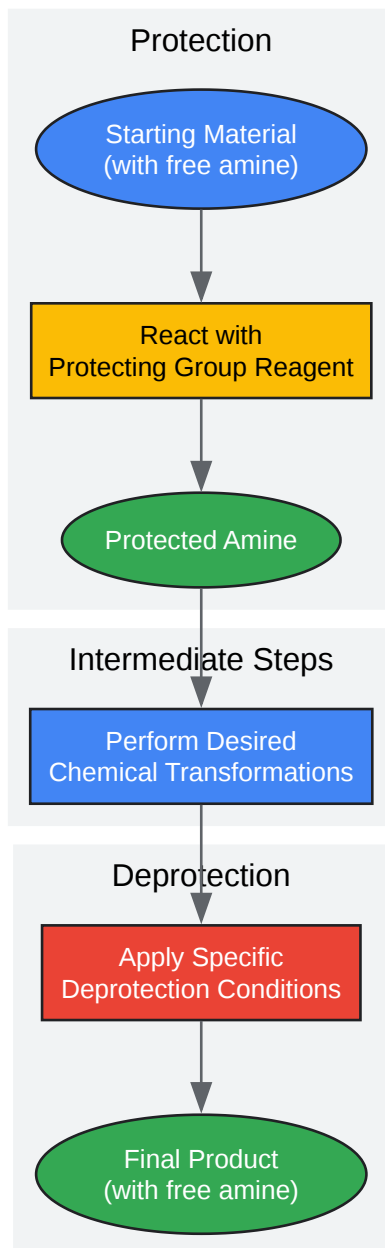 Protection
Starting Material
(with free amine)
React with
Protecting Group Reagent
Protected Amine
Intermediate Steps
Perform Desired
Chemical Transformations
Deprotection
Apply Specific
Deprotection Conditions
Final Product
(with free amine)